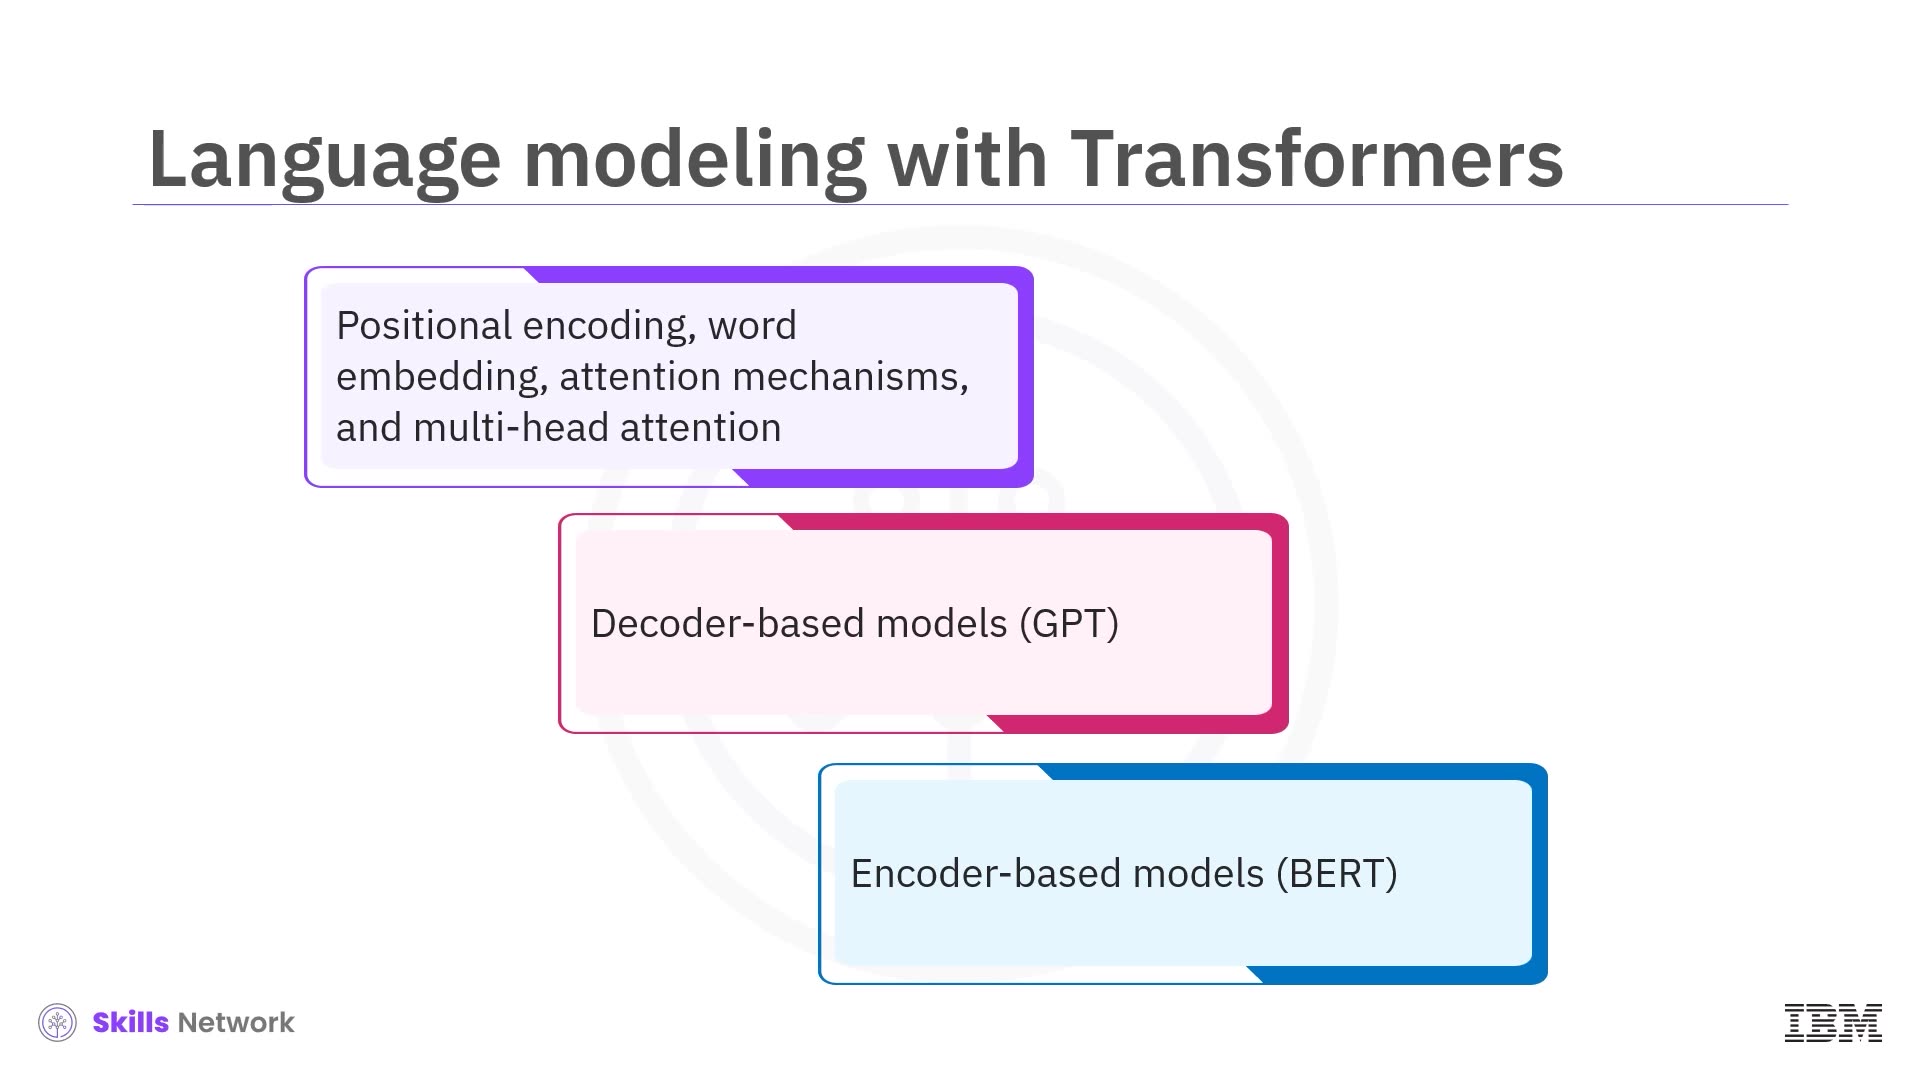 Language modeling with Transformers
Positional encoding, word
embedding, attention mechanisms,
and multi-head attention
Decoder-based models (GPT)
Encoder-based models (BERT)
Skills Network
IBM